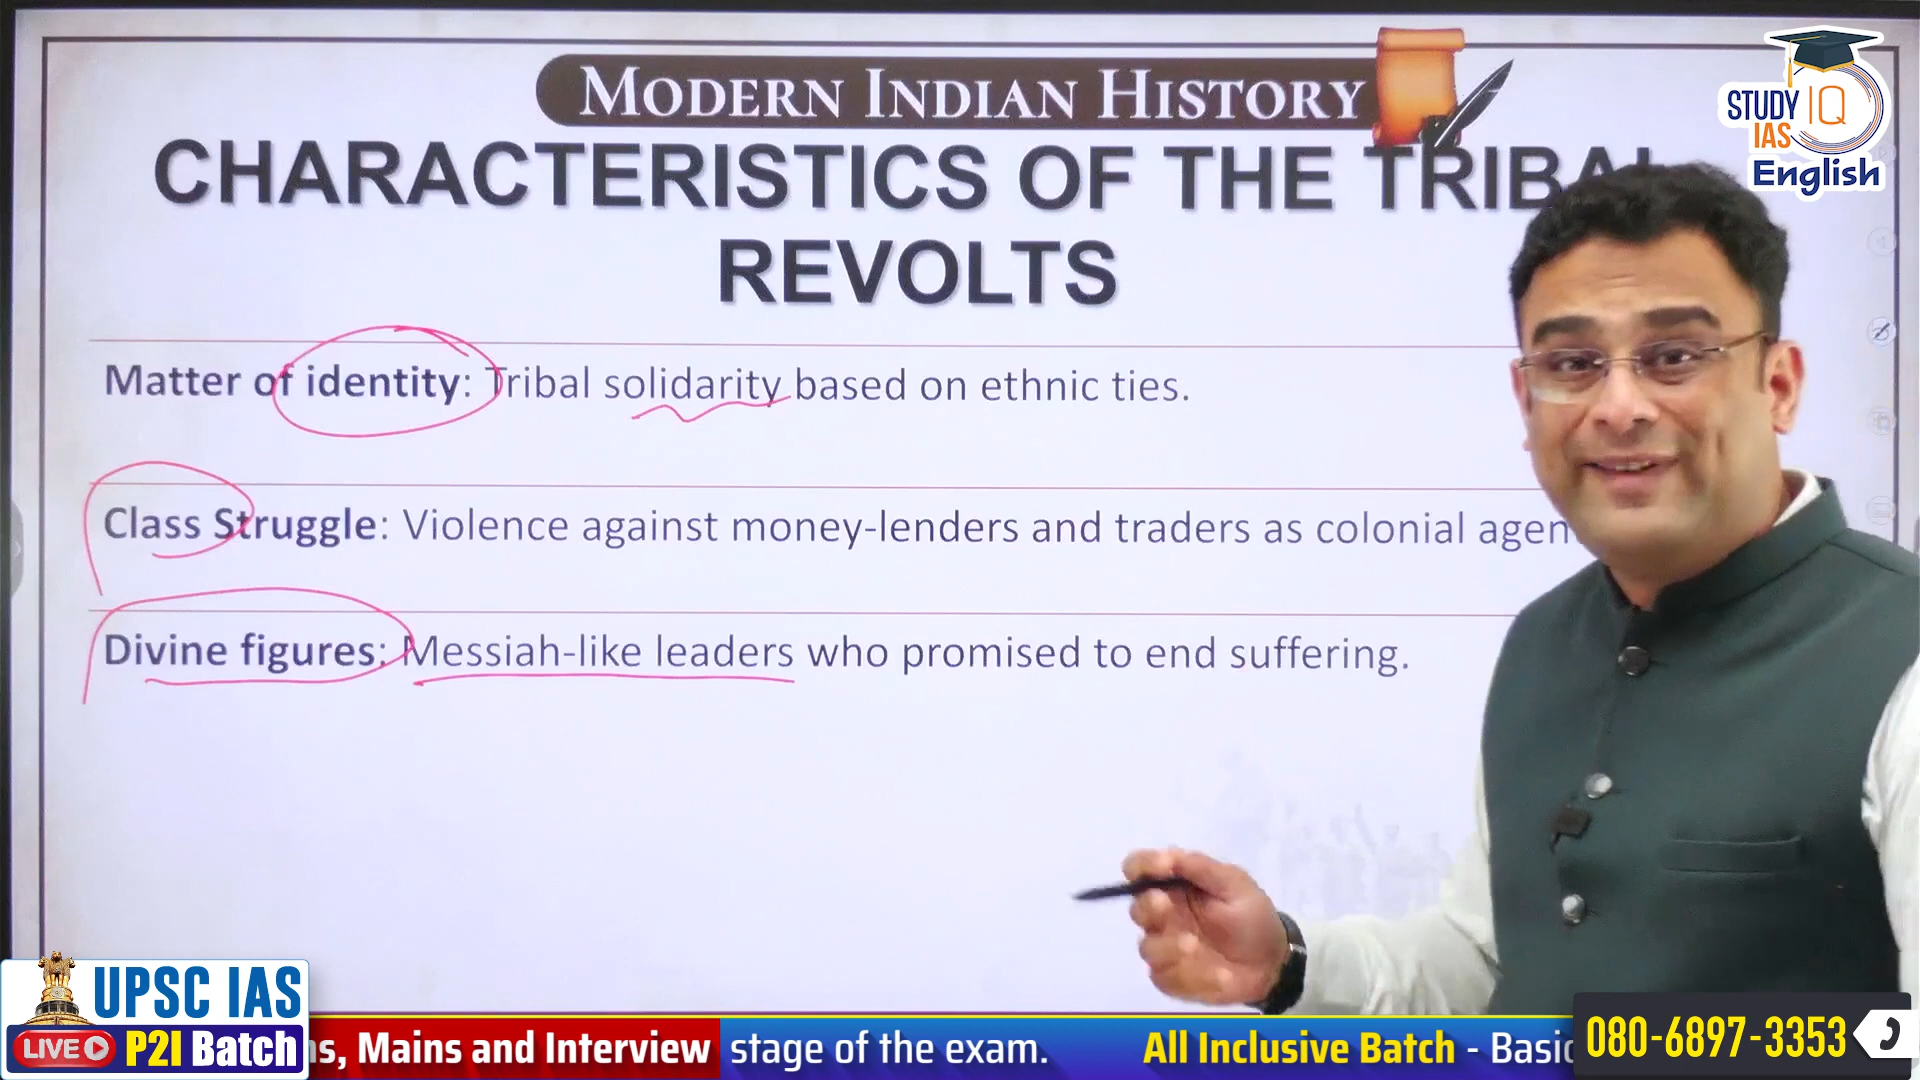 MODERN INDIAN HISTORY
STUDY IQ
IAS
English
CHARACTERISTICS OF THE TRIBAL
REVOLTS
Matter of identity: Tribal solidarity based on ethnic ties.
Class Struggle: Violence against money-lenders and traders as colonial agen
Divine figures: Messiah-like leaders who promised to end suffering.
UPSC IAS
LIVE P2I Batch
ns, Mains and Interview stage of the exam. All Inclusive Batch - Basic
080-6897-3353